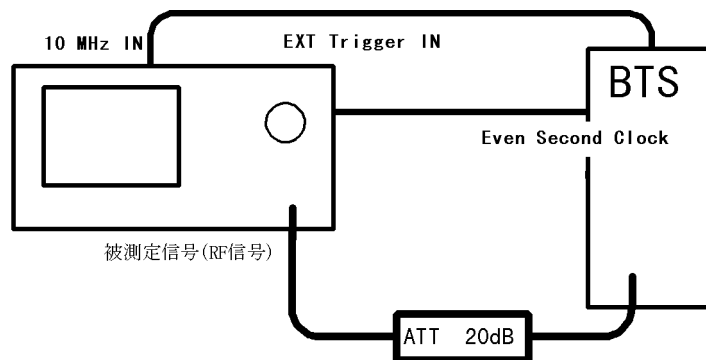 10 MHz IN
EXT Trigger IN
BTS
Even Second Clock
被測定信号(RF信号)
ATT 20dB